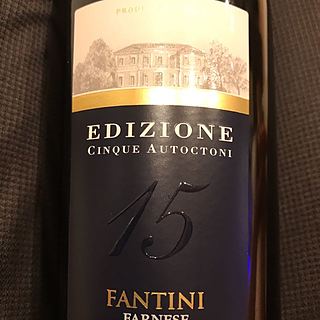 EDIZIONE
CINQUE AUTOCTONI
15
FANTINI
FARNESE